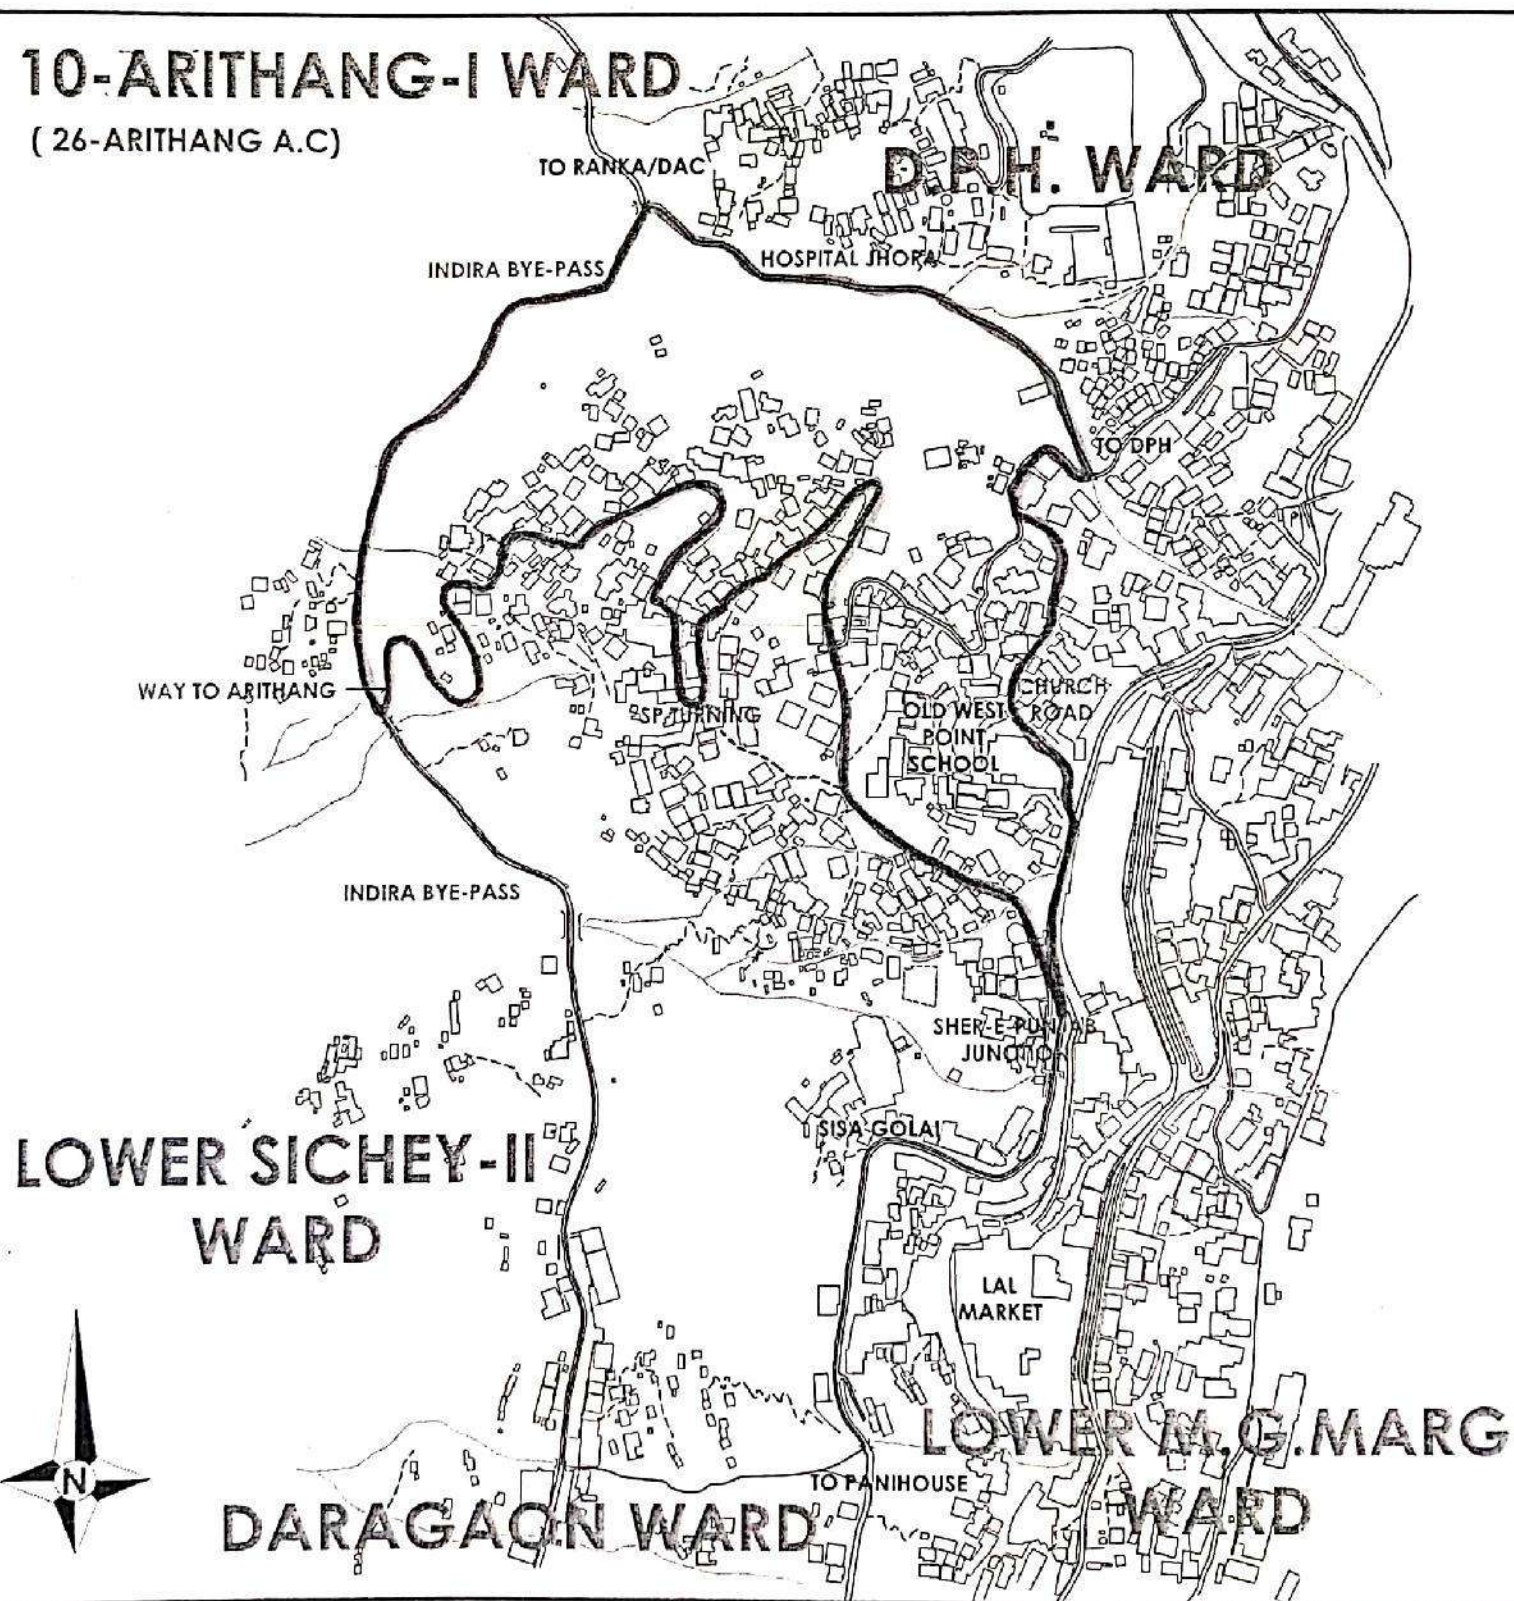 10-ARITHANG-I WARD
( 26-ARITHANG A.C)
TO RANKA/DAC
D.P.H. WARD
INDIRA BYE-PASS
HOSPITAL JHORA
TO DPH
WAY TO ARITHANG
SP TURNING
CHURCH
ROAD
OLD WEST
POINT
SCHOOL
INDIRA BYE-PASS
SHER-E-PUNJAB
JUNCTION
SISA GOLAI
LOWER SICHEY-II
WARD
LAL
MARKET
LOWER M.G.MARG
WARD
TO PANIHOUSE
DARAGAON WARD
N